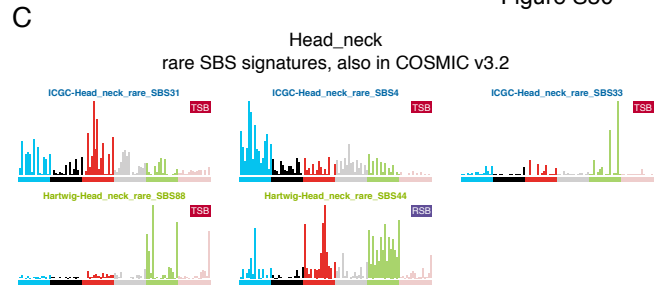 Figure S30
C
Head_neck
rare SBS signatures, also in COSMIC v3.2
ICGC-Head_neck_rare_SBS31
TSB
ICGC-Head_neck_rare_SBS4
TSB
ICGC-Head_neck_rare_SBS33
TSB
Hartwig-Head_neck_rare_SBS88
TSB
Hartwig-Head_neck_rare_SBS44
RSB